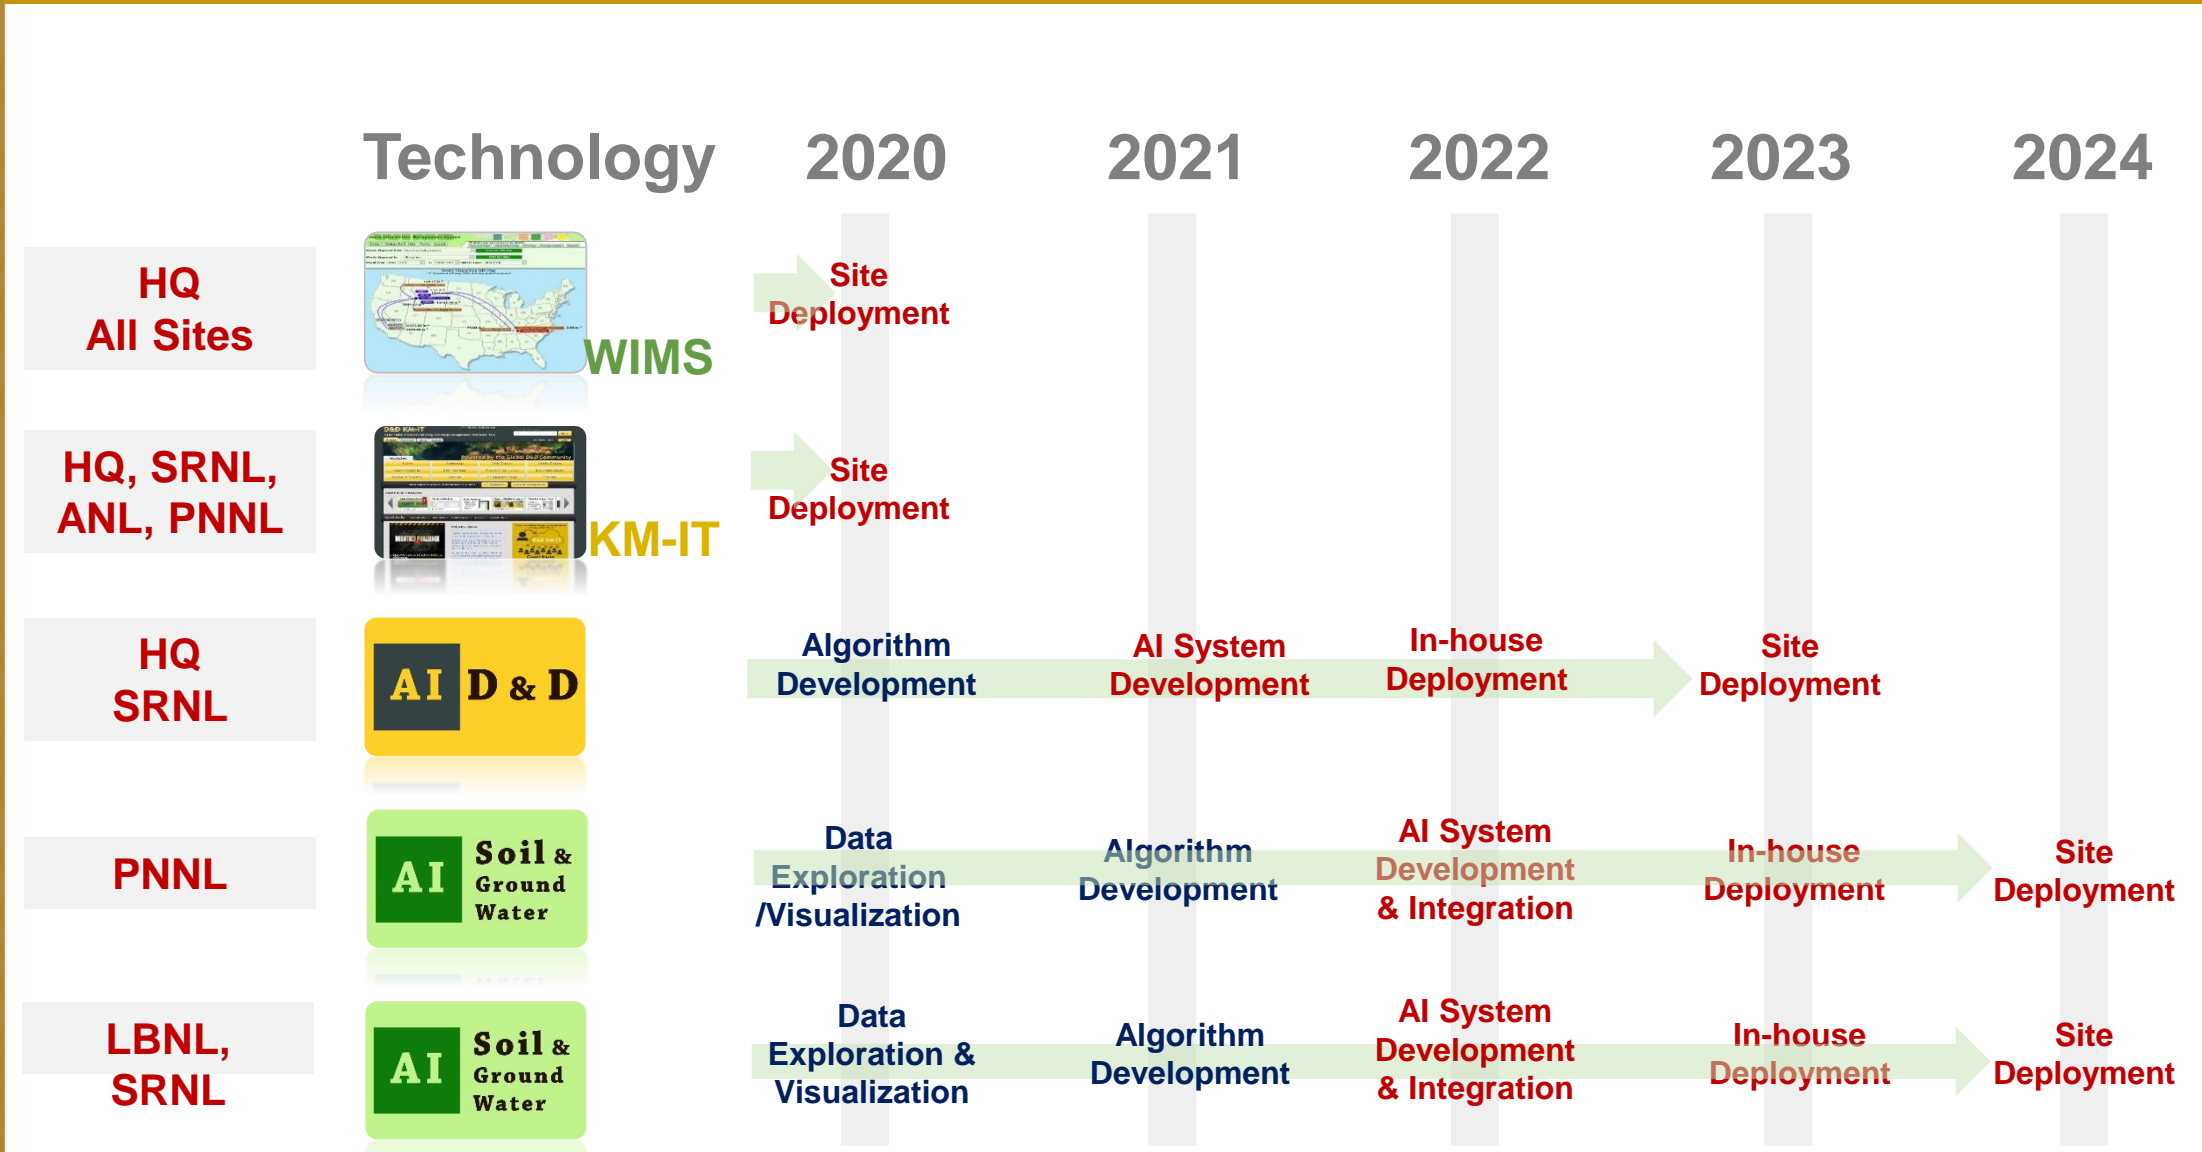 Technology 2020 2021 2022 2023 2024
HQ
All Sites
WIMS
Site
Deployment
HQ, SRNL,
ANL, PNNL
D&D KM-IT
KM-IT
Site
Deployment
HQ
SRNL
AI D & D
Algorithm
Development
AI System
Development
In-house
Deployment
Site
Deployment
PNNL
AI
Soil &
Ground
Water
Data
Exploration
/Visualization
Algorithm
Development
AI System
Development
& Integration
In-house
Deployment
Site
Deployment
LBNL,
SRNL
AI
Soil &
Ground
Water
Data
Exploration &
Visualization
Algorithm
Development
AI System
Development
& Integration
In-house
Deployment
Site
Deployment